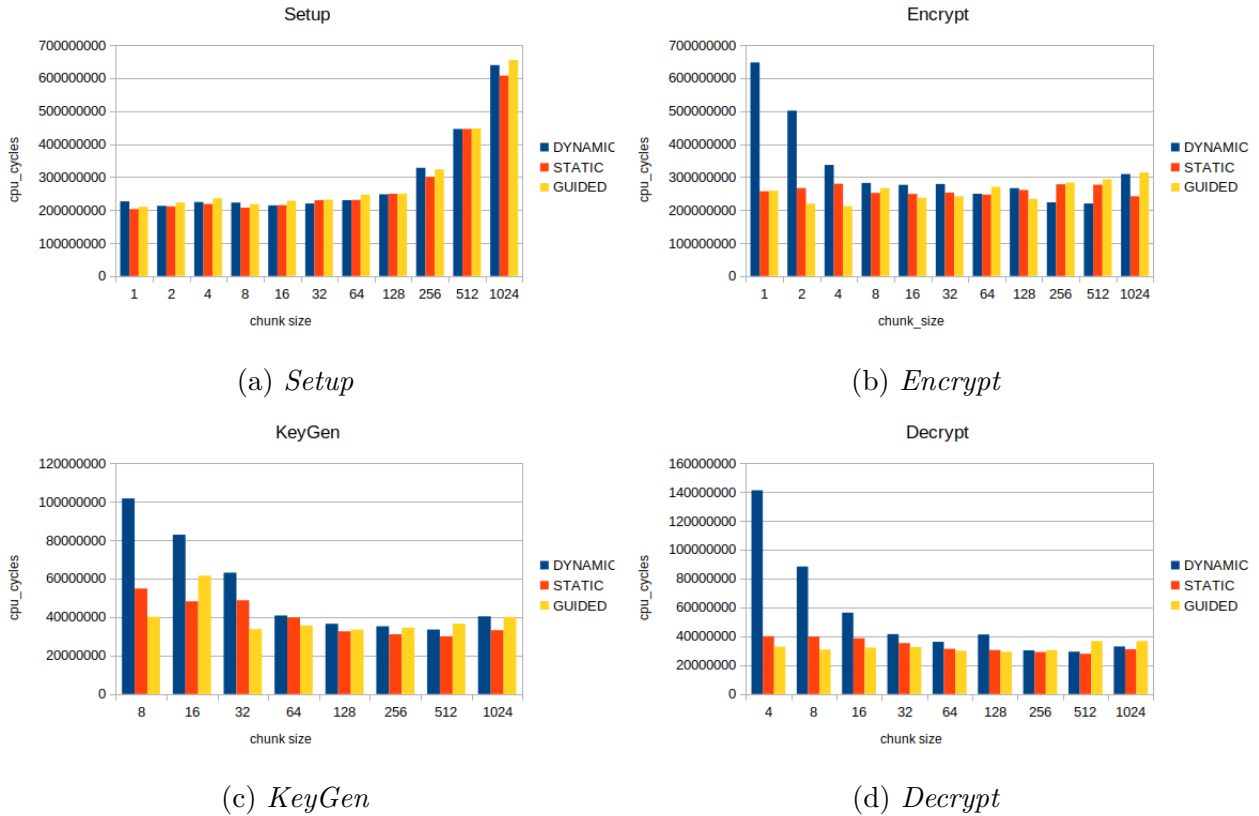 Setup
700000000
600000000
500000000
400000000
300000000
200000000
100000000
0
cpu_cycles
1 2 4 8 16 32 64 128 256 512 1024
chunk size
DYNAMIC
STATIC
GUIDED
(a) Setup
Encrypt
700000000
600000000
500000000
400000000
300000000
200000000
100000000
0
cpu_cycles
1 2 4 8 16 32 64 128 256 512 1024
chunk_size
DYNAMIC
STATIC
GUIDED
(b) Encrypt
KeyGen
120000000
100000000
80000000
60000000
40000000
20000000
0
cpu_cycles
8 16 32 64 128 256 512 1024
chunk size
DYNAMIC
STATIC
GUIDED
(c) KeyGen
Decrypt
160000000
140000000
120000000
100000000
80000000
60000000
40000000
20000000
0
cpu_cycles
4 8 16 32 64 128 256 512 1024
chunk size
DYNAMIC
STATIC
GUIDED
(d) Decrypt